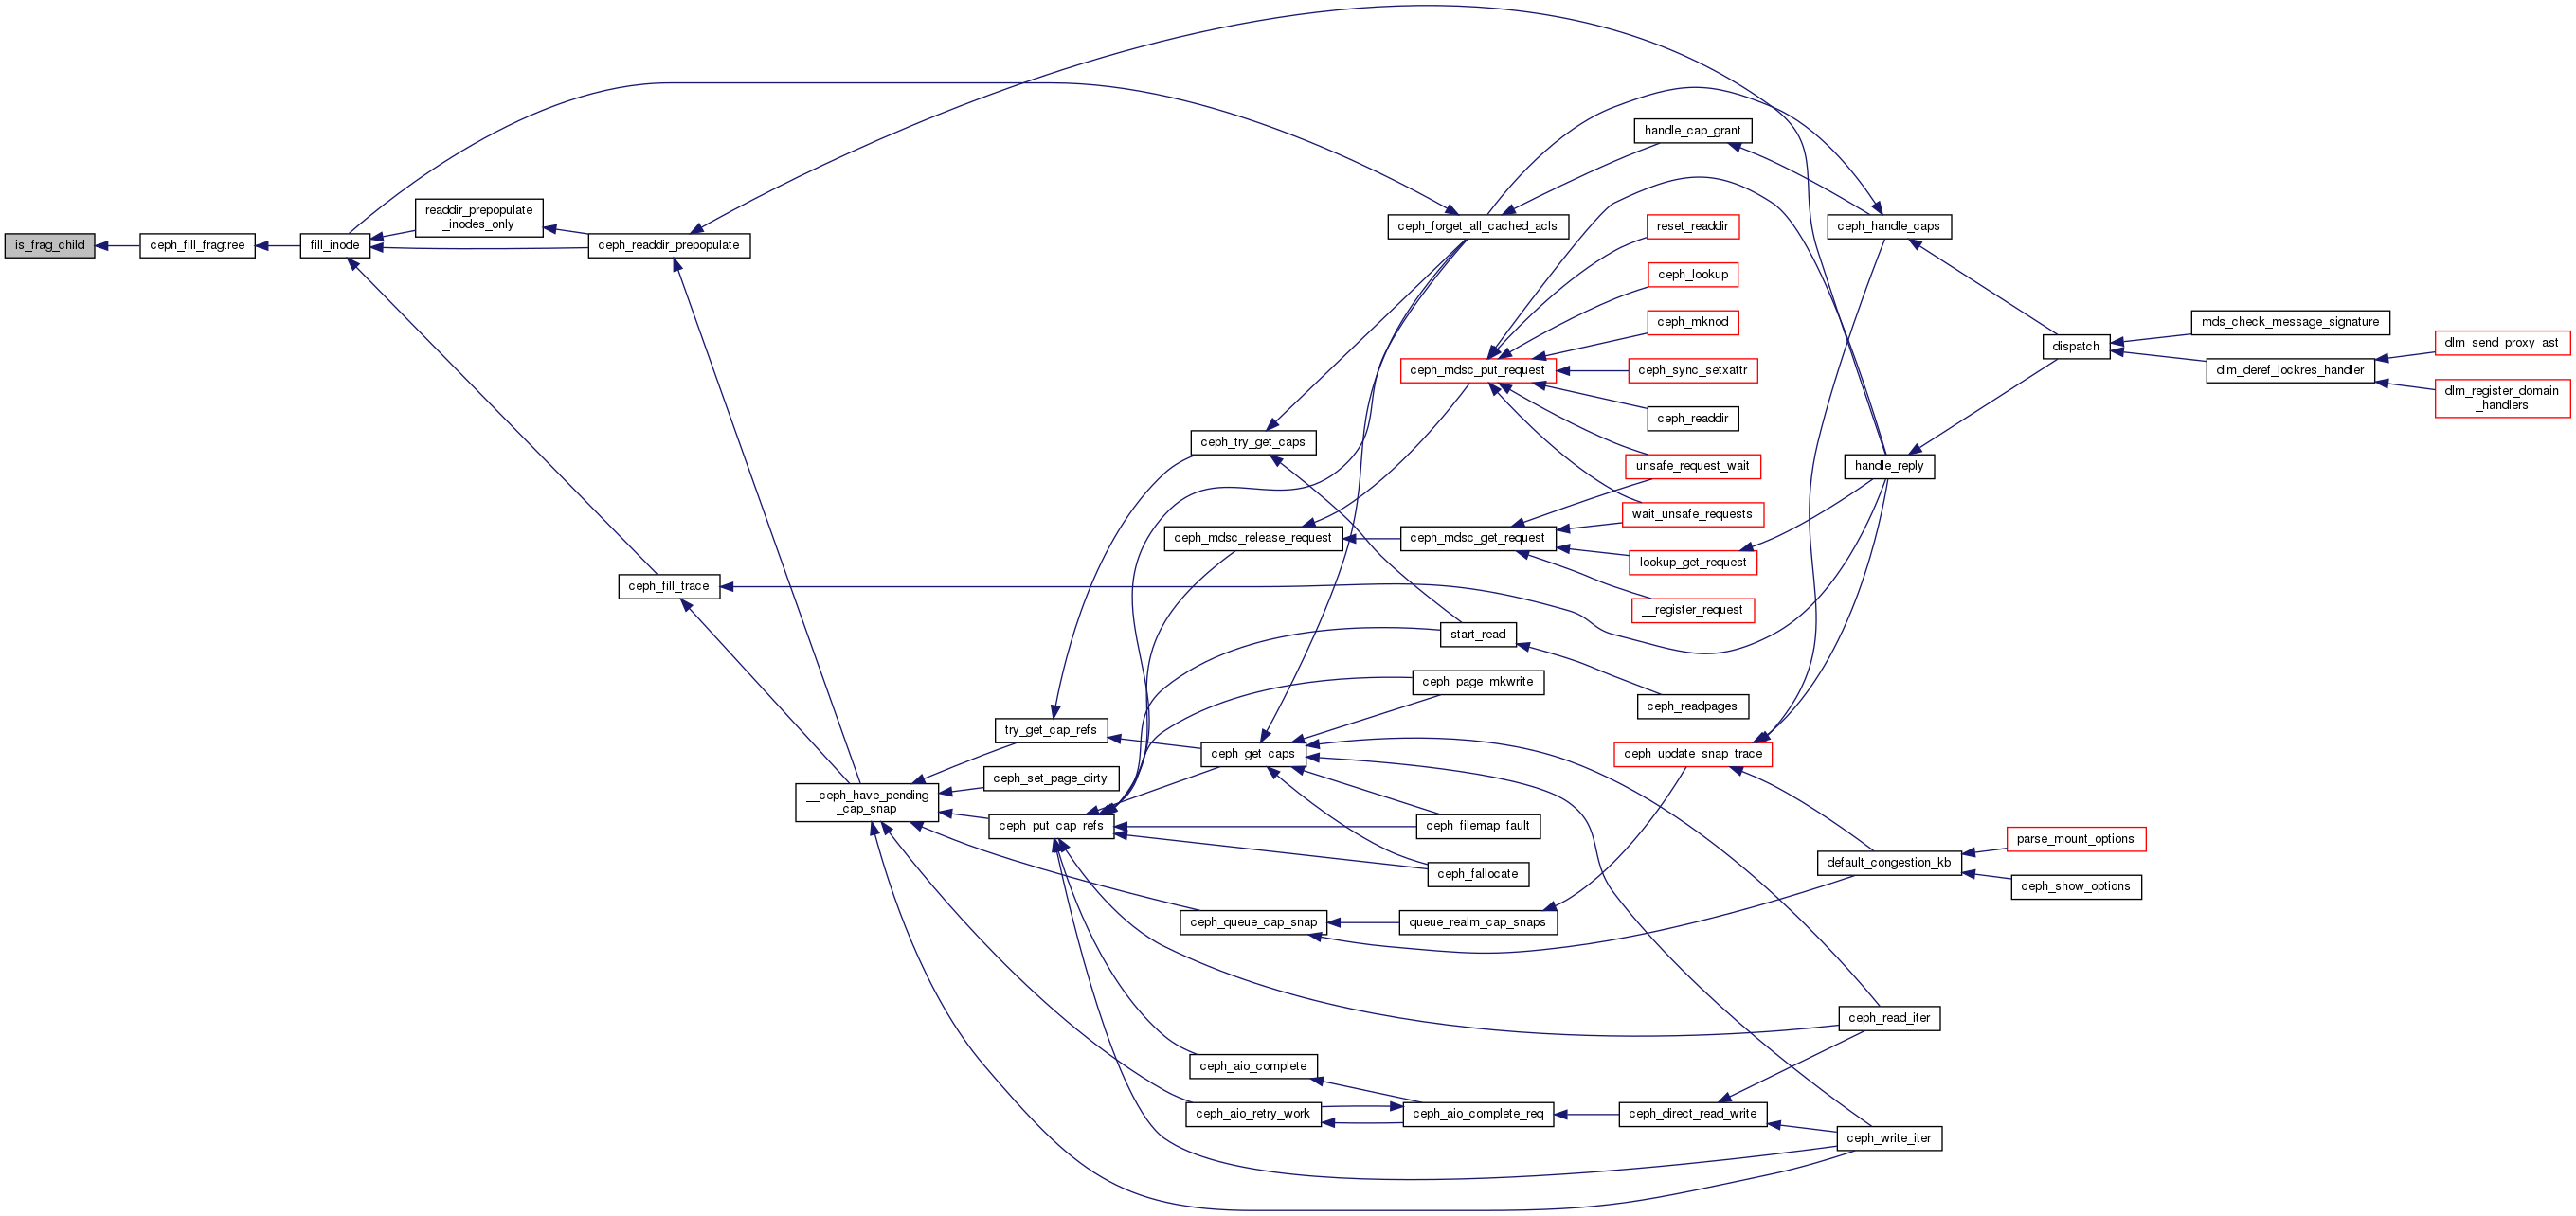 is_frag_child
ceph_fill_fragtree
fill_inode
readdir_prepopulate
_inodes_only
ceph_readdir_prepopulate
ceph_fill_trace
__ceph_have_pending
_cap_snap
try_get_cap_refs
ceph_set_page_dirty
ceph_put_cap_refs
ceph_try_get_caps
ceph_mdsc_release_request
ceph_get_caps
ceph_queue_cap_snap
ceph_aio_complete
ceph_aio_retry_work
ceph_forget_all_cached_acls
ceph_mdsc_put_request
ceph_mdsc_get_request
start_read
ceph_page_mkwrite
ceph_filemap_fault
ceph_fallocate
queue_realm_cap_snaps
ceph_aio_complete_req
handle_cap_grant
reset_readdir
ceph_lookup
ceph_mknod
ceph_sync_setxattr
ceph_readdir
unsafe_request_wait
wait_unsafe_requests
lookup_get_request
__register_request
ceph_readpages
ceph_update_snap_trace
ceph_direct_read_write
ceph_handle_caps
handle_reply
default_congestion_kb
ceph_read_iter
ceph_write_iter
dispatch
parse_mount_options
ceph_show_options
mds_check_message_signature
dlm_deref_lockres_handler
dlm_send_proxy_ast
dlm_register_domain
_handlers